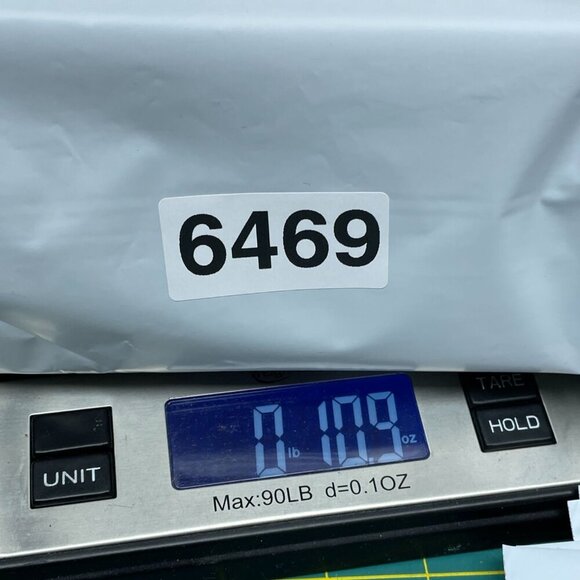 6469
TARE
0 lb 10.9 oz
HOLD
UNIT
Max:90LB d=0.1OZ